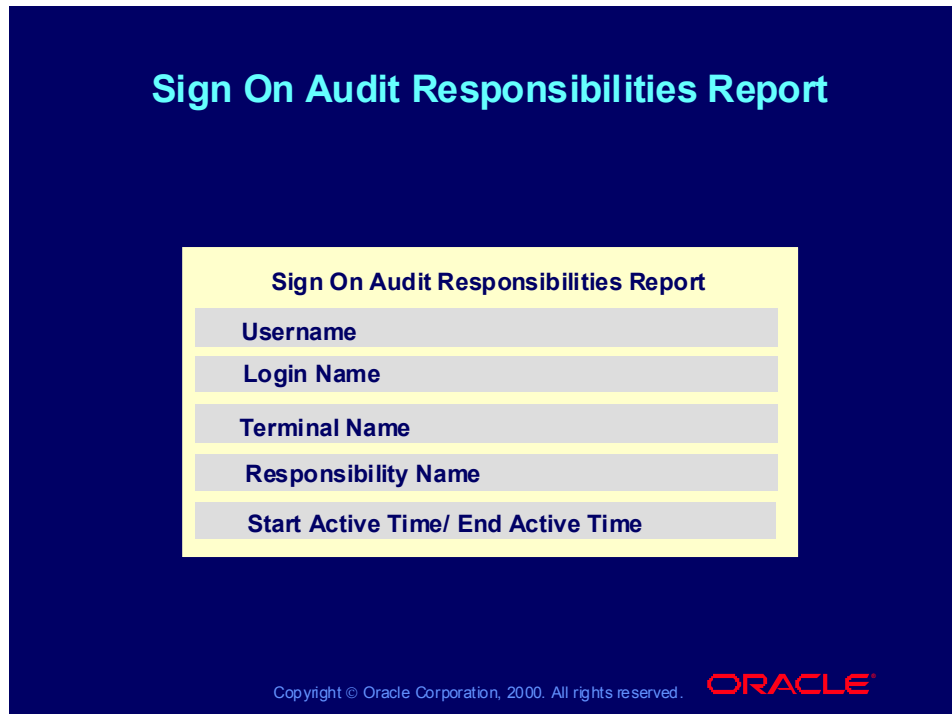 Sign On Audit Responsibilities Report
Sign On Audit Responsibilities Report
Username
Login Name
Terminal Name
Responsibility Name
Start Active Time/ End Active Time
Copyright © Oracle Corporation, 2000. All rights reserved.
ORACLE®